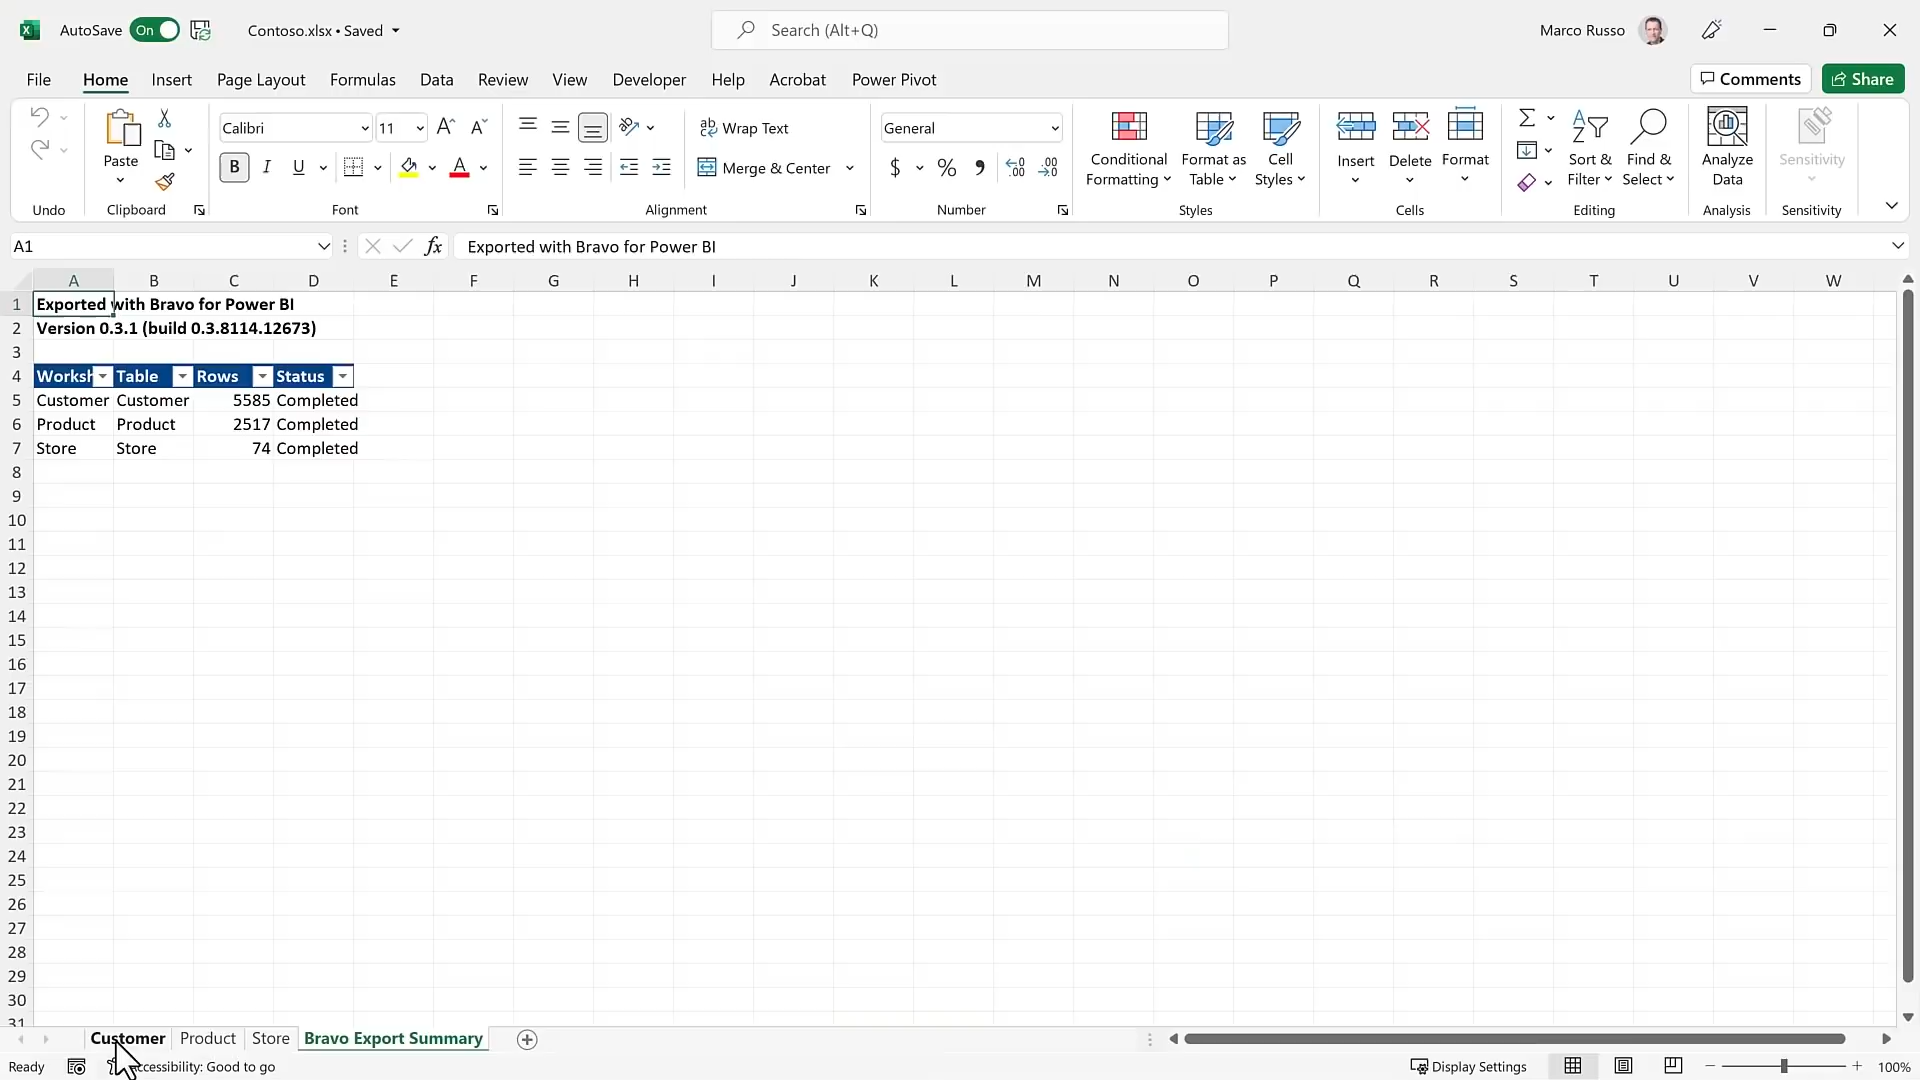 AutoSave On Contoso.xlsx • Saved Search (Alt+Q) Marco Russo
File Home Insert Page Layout Formulas Data Review View Developer Help Acrobat Power Pivot Comments Share
Calibri 11 Wrap Text General
Paste B I U A Merge & Center $ % Conditional Formatting Format as Table Cell Styles Insert Delete Format Sort & Filter Find & Select Analyze Data Sensitivity
Undo Clipboard Font Alignment Number Styles Cells Editing Analysis Sensitivity
A1 fx Exported with Bravo for Power BI
A B C D E F G H I J K L M N O P Q R S T U V W
1 Exported with Bravo for Power BI
2 Version 0.3.1 (build 0.3.8114.12673)
3
4 Worksh Table Rows Status
5 Customer Customer 5585 Completed
6 Product Product 2517 Completed
7 Store Store 74 Completed
8
9
10
11
12
13
14
15
16
17
18
19
20
21
22
23
24
25
26
27
28
29
30
31
Customer Product Store Bravo Export Summary
Ready ccessibility: Good to go Display Settings 100%